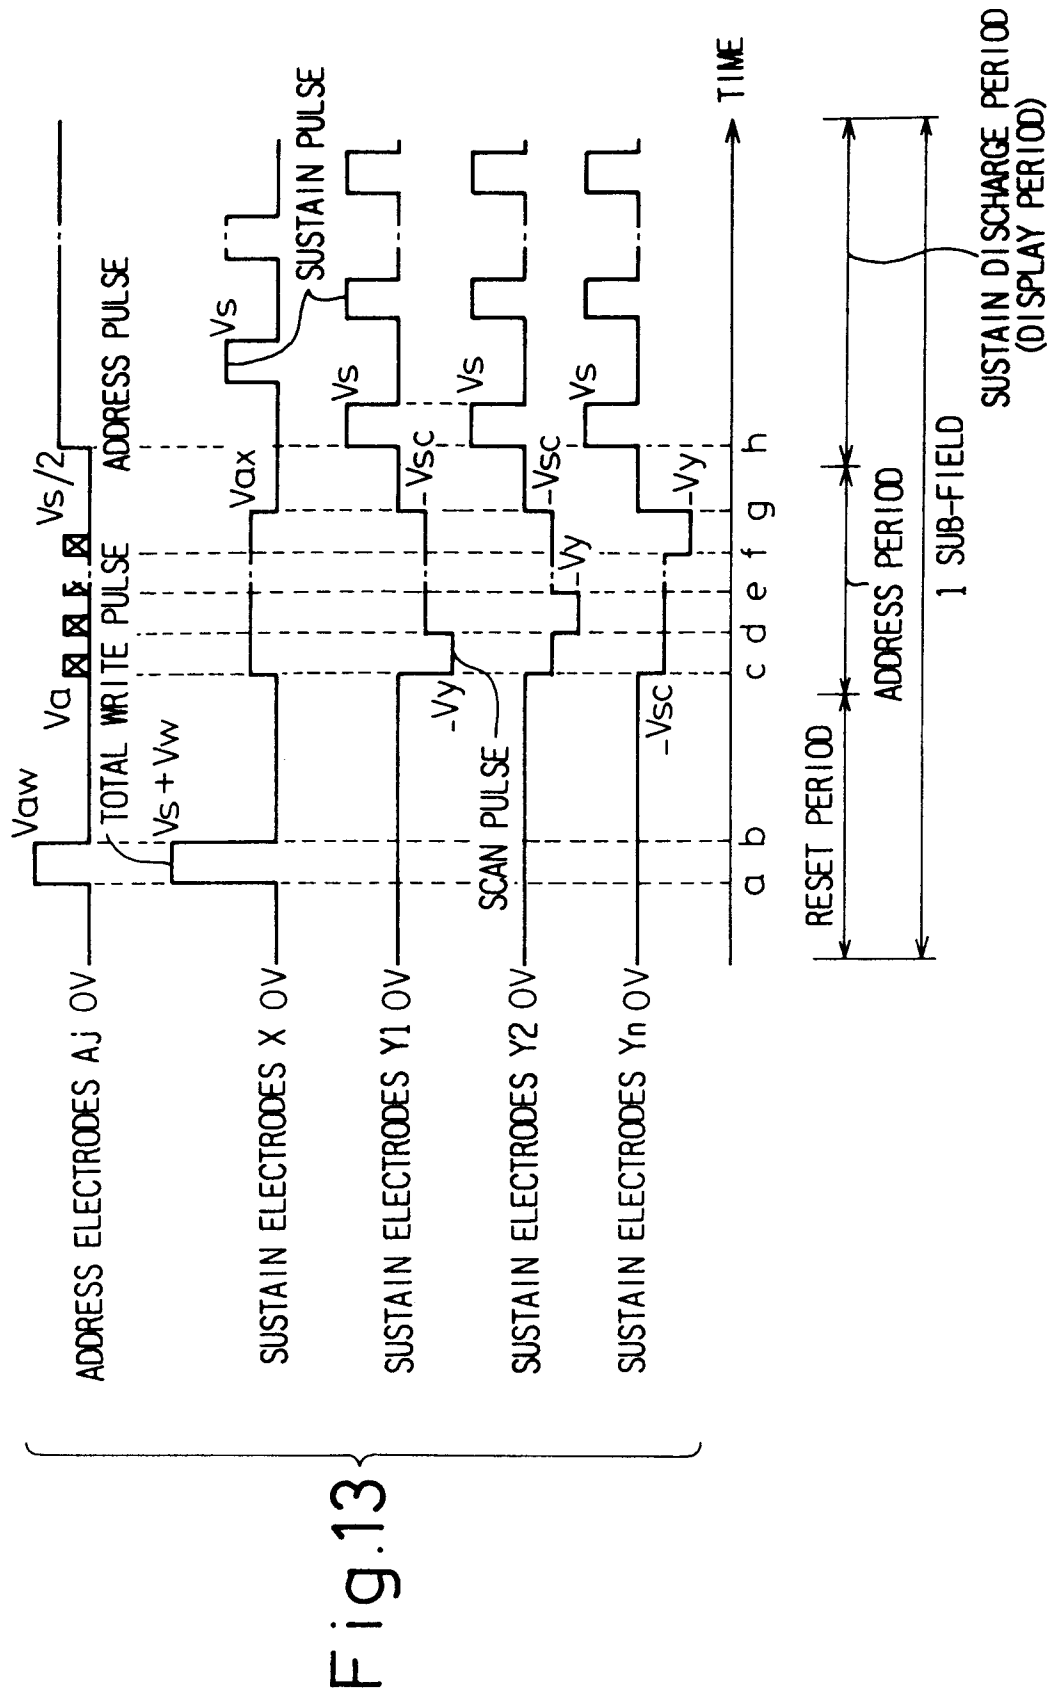 Fig.13
ADDRESS ELECTRODES Aj 0V
Vaw
Va
Vs/2
ADDRESS PULSE
TOTAL WRITE PULSE
SUSTAIN ELECTRODES X 0V
Vs+Vw
Vax
Vs
SUSTAIN PULSE
SUSTAIN ELECTRODES Y1 0V
-Vy
-Vsc
Vs
SCAN PULSE
SUSTAIN ELECTRODES Y2 0V
-Vy
-Vsc
Vs
SUSTAIN ELECTRODES Yn 0V
-Vsc
-Vy
Vs
TIME
a b c d e f g h
RESET PERIOD
ADDRESS PERIOD
1 SUB-FIELD
SUSTAIN DISCHARGE PERIOD
(DISPLAY PERIOD)